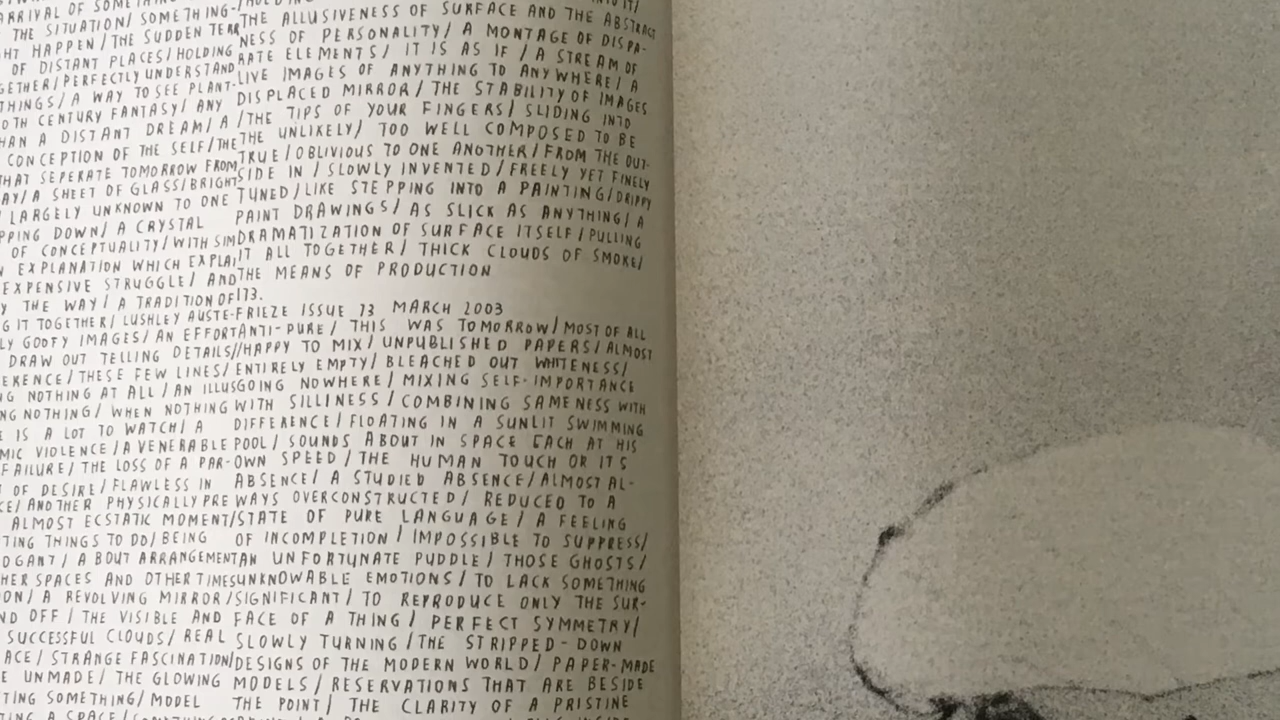 ARRIVAL OF SOMETHING
THE SITUATION/ SOMETHING-
HT HAPPEN/ THE SUDDEN TEAR
OF DISTANT PLACES/ HOLDING
GETHER/ PERFECTLY UNDERSTAND
THINGS/ A WAY TO SEE PLANT-
0TH CENTURY FANTASY/ ANY
HAN A DISTANT DREAM/ A
CONCEPTION OF THE SELF/ THE
THAT SEPERATE TOMORROW FROM
AY/ A SHEET OF GLASS/ BRIGHT
LARGELY UNKNOWN TO ONE
PPING DOWN/ A CRYSTAL
OF CONCEPTUALITY/ WITH SIM
N EXPLANATION WHICH EXPLAI
EXPENSIVE STRUGGLE/ AND
Y THE WAY/ A TRADITION OF
G IT TOGETHER/ LUSHLEY AUSTE-
LY GOOFY IMAGES/ AN EFFORT
DRAW OUT TELLING DETAILS/
ERENCE/ THESE FEW LINES/
NG NOTHING AT ALL/ AN ILLUS
NG NOTHING/ WHEN NOTHING
E IS A LOT TO WATCH/ A
MIC VIOLENCE/ A VENERABLE
FAILURE/ THE LOSS OF A PAR-
T OF DESIRE/ FLAWLESS IN
CE/ ANOTHER PHYSICALLY PRE
ALMOST ECSTATIC MOMENT/
TING THINGS TO DO/ BEING
OGANT/ ABOUT ARRANGEMENT
HER SPACES AND OTHER TIMES
ON/ A REVOLVING MIRROR/
ND OFF/ THE VISIBLE AND
SUCCESSFUL CLOUDS/ REAL
ACE/ STRANGE FASCINATION/
E UNMADE/ THE GLOWING
TING SOMETHING/ MODEL
TING A SPACE/
THE ALLUSIVENESS OF SURFACE AND THE ABSTRACT
NESS OF PERSONALITY/ A MONTAGE OF DISPA-
RATE ELEMENTS/ IT IS AS IF/ A STREAM OF
LIVE IMAGES OF ANYTHING TO ANYWHERE/ A
DISPLACED MIRROR/ THE STABILITY OF IMAGES
/THE TIPS OF YOUR FINGERS/ SLIDING INTO
THE UNLIKELY/ TOO WELL COMPOSED TO BE
TRUE/ OBLIVIOUS TO ONE ANOTHER/ FROM THE OUT-
SIDE IN/ SLOWLY INVENTED/ FREELY YET FINELY
TUNED/ LIKE STEPPING INTO A PAINTING/ DRIPPY
PAINT DRAWINGS/ AS SLICK AS ANYTHING/ A
DRAMATIZATION OF SURFACE ITSELF/ PULLING
IT ALL TOGETHER/ THICK CLOUDS OF SMOKE/
THE MEANS OF PRODUCTION
173.
FRIEZE ISSUE 73 MARCH 2003
ANTI-PURE/ THIS WAS TOMORROW/ MOST OF ALL
/HAPPY TO MIX/ UNPUBLISHED PAPERS/ ALMOST
ENTIRELY EMPTY/ BLEACHED OUT WHITENESS/
GOING NOWHERE/ MIXING SELF-IMPORTANCE
WITH SILLINESS/ COMBINING SAMENESS WITH
DIFFERENCE/ FLOATING IN A SUNLIT SWIMMING
POOL/ SOUNDS ABOUT IN SPACE EACH AT HIS
OWN SPEED/ THE HUMAN TOUCH OR ITS
ABSENCE/ A STUDIED ABSENCE/ ALMOST AL-
WAYS OVERCONSTRUCTED/ REDUCED TO A
STATE OF PURE LANGUAGE/ A FEELING
OF INCOMPLETION/ IMPOSSIBLE TO SUPPRESS/
AN UNFORTUNATE PUDDLE/ THOSE GHOSTS/
UNKNOWABLE EMOTIONS/ TO LACK SOMETHING
SIGNIFICANT/ TO REPRODUCE ONLY THE SUR-
FACE OF A THING/ PERFECT SYMMETRY/
SLOWLY TURNING/ THE STRIPPED-DOWN
DESIGNS OF THE MODERN WORLD/ PAPER-MADE
MODELS/ RESERVATIONS THAT ARE BESIDE
THE POINT/ THE CLARITY OF A PRISTINE